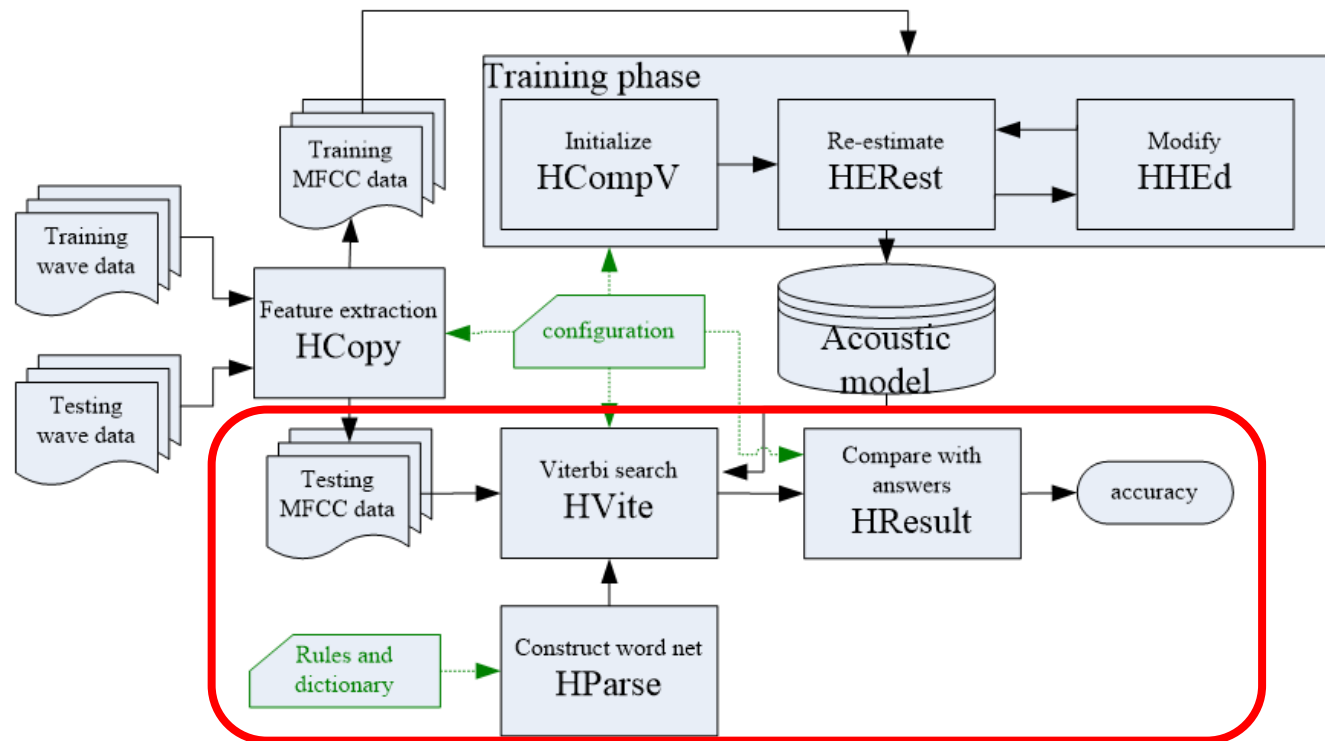 Training phase
Initialize
HCompV
Re-estimate
HERest
Modify
HHEd
Training
MFCC data
Training
wave data
Feature extraction
HCopy
configuration
Acoustic
model
Testing
wave data
Testing
MFCC data
Viterbi search
HVite
Compare with
answers
HResult
accuracy
Rules and
dictionary
Construct word net
HParse